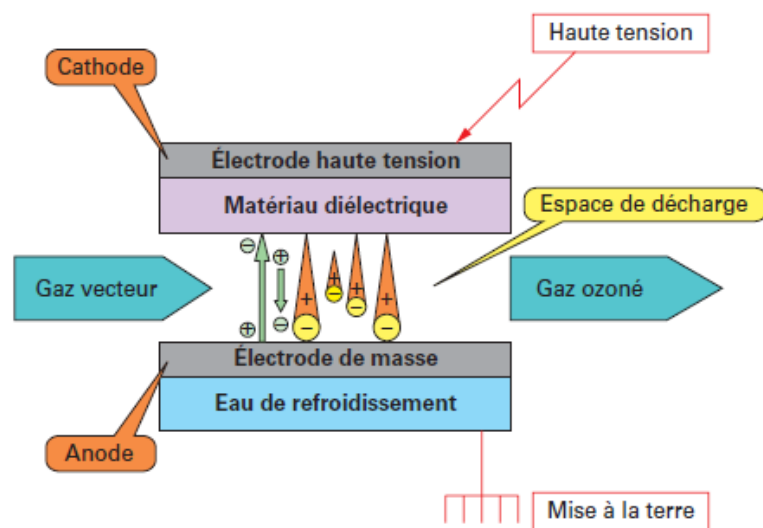 Haute tension
Cathode
Électrode haute tension
Matériau diélectrique
Espace de décharge
Gaz vecteur
Gaz ozoné
⊖
⊕
+
+
+
+
−
−
−
−
⊕
⊖
Électrode de masse
Eau de refroidissement
Anode
Mise à la terre